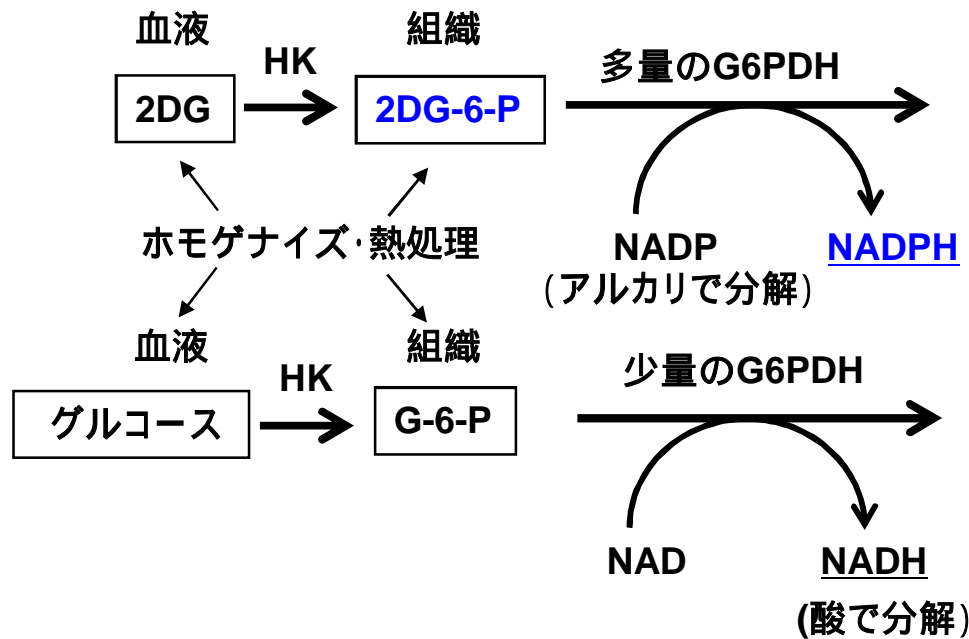 血液
組織
HK
多量のG6PDH
2DG
2DG-6-P
ホモゲナイズ・熱処理
NADP
NADPH
(アルカリで分解)
血液
組織
HK
少量のG6PDH
グルコース
G-6-P
NAD
NADH
(酸で分解)